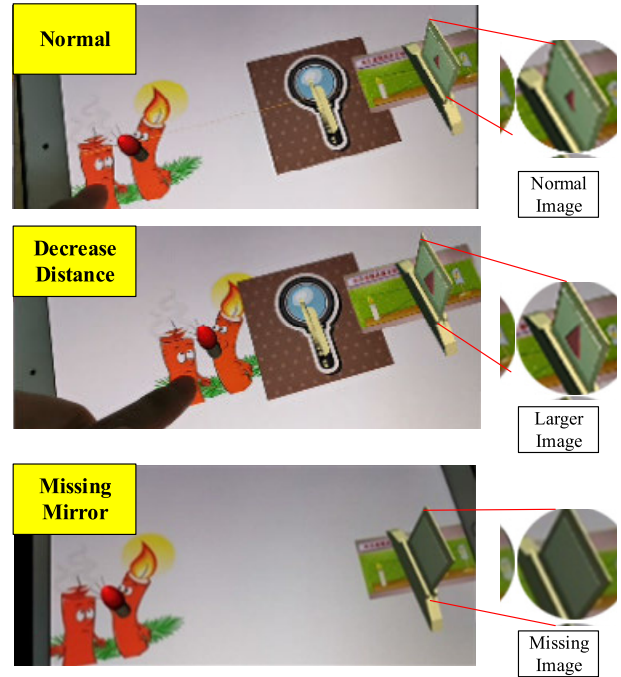 Normal
Normal
Image
Decrease
Distance
Larger
Image
Missing
Mirror
Missing
Image